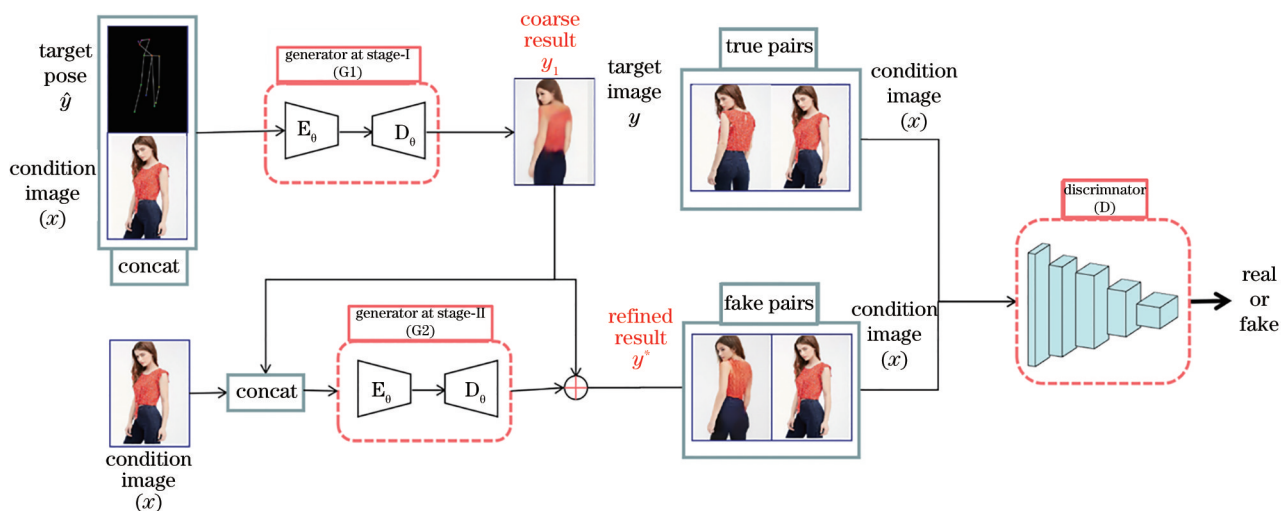 target
pose
ŷ
condition
image
(x)
concat
generator at stage-I
(G1)
E_θ
D_θ
coarse
result
y_1
target
image
y
true pairs
condition
image
(x)
discrimnator
(D)
real
or
fake
condition
image
(x)
concat
generator at stage-II
(G2)
E_θ
D_θ
refined
result
y*
fake pairs
condition
image
(x)